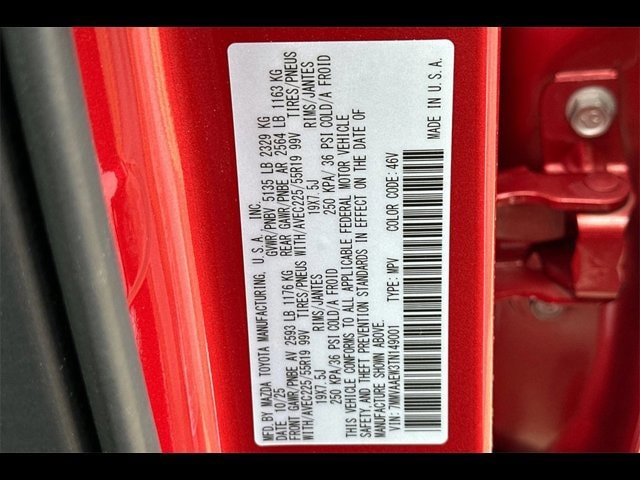 MFD.BY MAZDA TOYOTA MANUFACTURING, U.S.A., INC.
DATE 10/25 GVWR/PNBV 5135 LB 2329 KG
FRONT GAWR/PNBE AV 2593 LB 1176 KG REAR GAWR/PNBE AR 2564 LB 1163 KG
WITH/AVEC225/55R19 99V TIRES/PNEUS WITH/AVEC225/55R19 99V TIRES/PNEUS
19X7.5J RIMS/JANTES 19X7.5J RIMS/JANTES
250 KPA/ 36 PSI COLD/A FROID 250 KPA/ 36 PSI COLD/A FROID
THIS VEHICLE CONFORMS TO ALL APPLICABLE FEDERAL MOTOR VEHICLE
SAFETY AND THEFT PREVENTION STANDARDS IN EFFECT ON THE DATE OF
MANUFACTURE SHOWN ABOVE.
VIN: 7MMVAAEW3TN149001 TYPE: MPV COLOR CODE: 46V
MADE IN U.S.A.